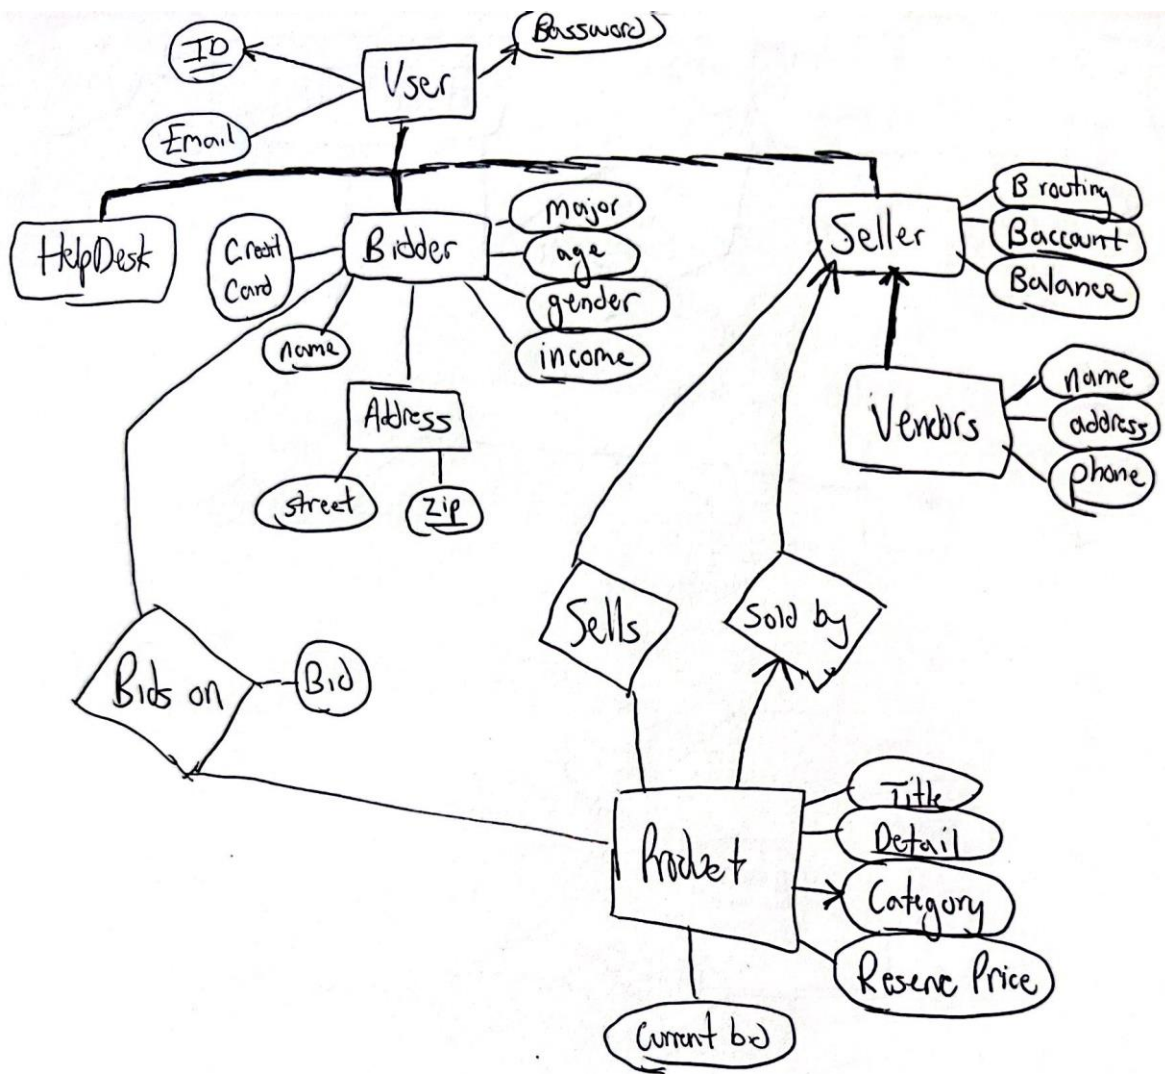 ID
Password
User
Email
HelpDesk
Credit
Card
Bidder
major
age
gender
income
name
Address
street
Zip
Seller
B routing
Baccount
Balance
Vendors
name
address
phone
Sells
Sold by
Bids on
Bid
Product
Title
Detail
Category
Reserve Price
Current bid